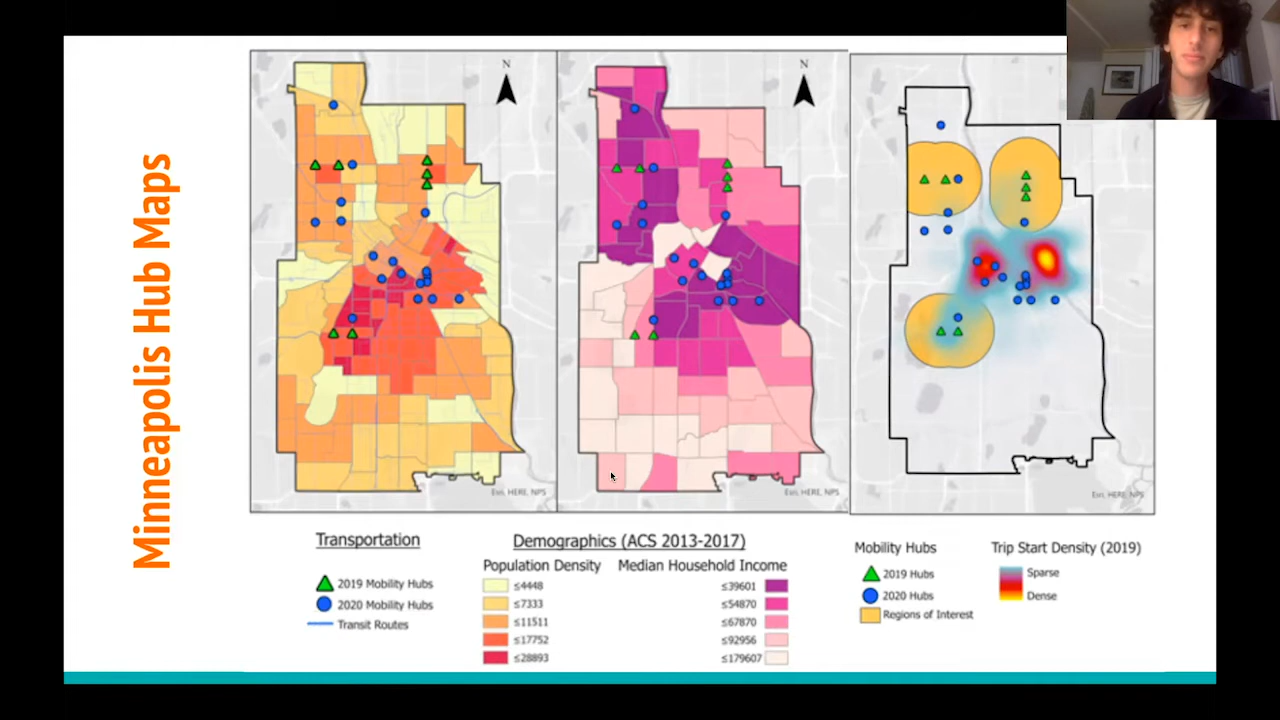 Minneapolis Hub Maps
N
N
Esri, HERE, NPS
Esri, HERE, NPS
Esri, HERE, NPS
Transportation
2019 Mobility Hubs
2020 Mobility Hubs
Transit Routes
Demographics (ACS 2013-2017)
Population Density
≤4448
≤7333
≤11511
≤17752
≤28893
Median Household Income
≤39601
≤54870
≤67870
≤92956
≤179607
Mobility Hubs
2019 Hubs
2020 Hubs
Regions of Interest
Trip Start Density (2019)
Sparse
Dense